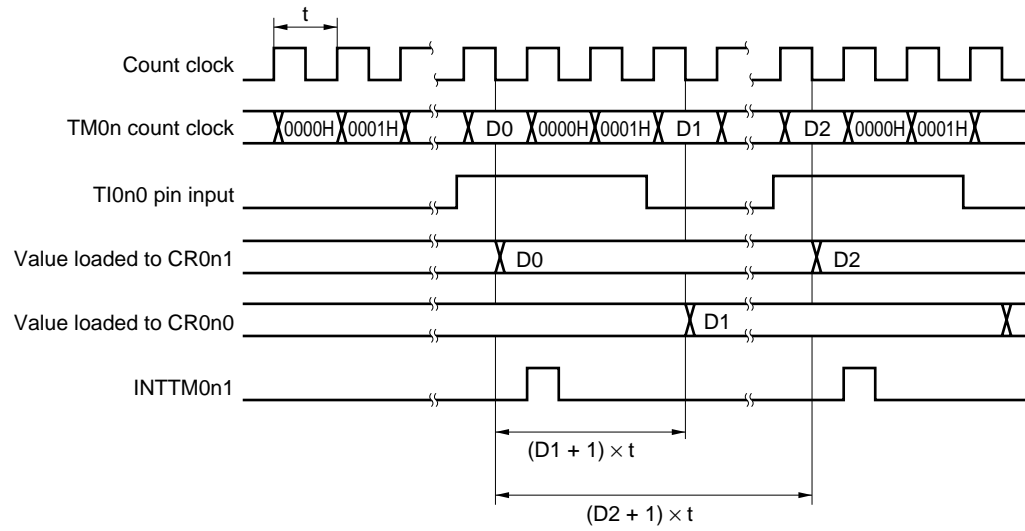 t
Count clock
TM0n count clock 0000H 0001H D0 0000H 0001H D1 D2 0000H 0001H
TI0n0 pin input
Value loaded to CR0n1 D0 D2
Value loaded to CR0n0 D1
INTTM0n1
(D1 + 1) × t
(D2 + 1) × t